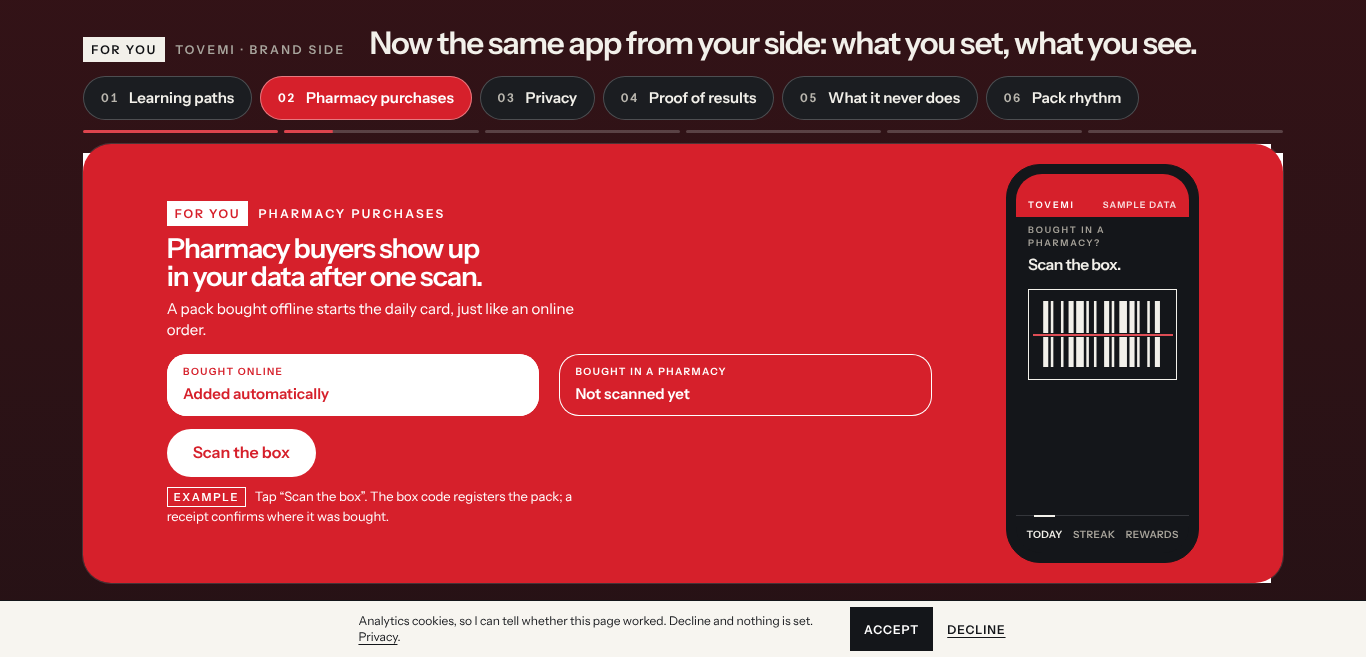 FOR YOU TOVEMI · BRAND SIDE Now the same app from your side: what you set, what you see.
01 Learning paths 02 Pharmacy purchases 03 Privacy 04 Proof of results 05 What it never does 06 Pack rhythm
FOR YOU PHARMACY PURCHASES
Pharmacy buyers show up
in your data after one scan.
A pack bought offline starts the daily card, just like an online
order.
BOUGHT ONLINE
Added automatically
BOUGHT IN A PHARMACY
Not scanned yet
Scan the box
EXAMPLE Tap “Scan the box”. The box code registers the pack; a
receipt confirms where it was bought.
TOVEMI SAMPLE DATA
BOUGHT IN A
PHARMACY?
Scan the box.
TODAY STREAK REWARDS
Analytics cookies, so I can tell whether this page worked. Decline and nothing is set.
Privacy.
ACCEPT DECLINE